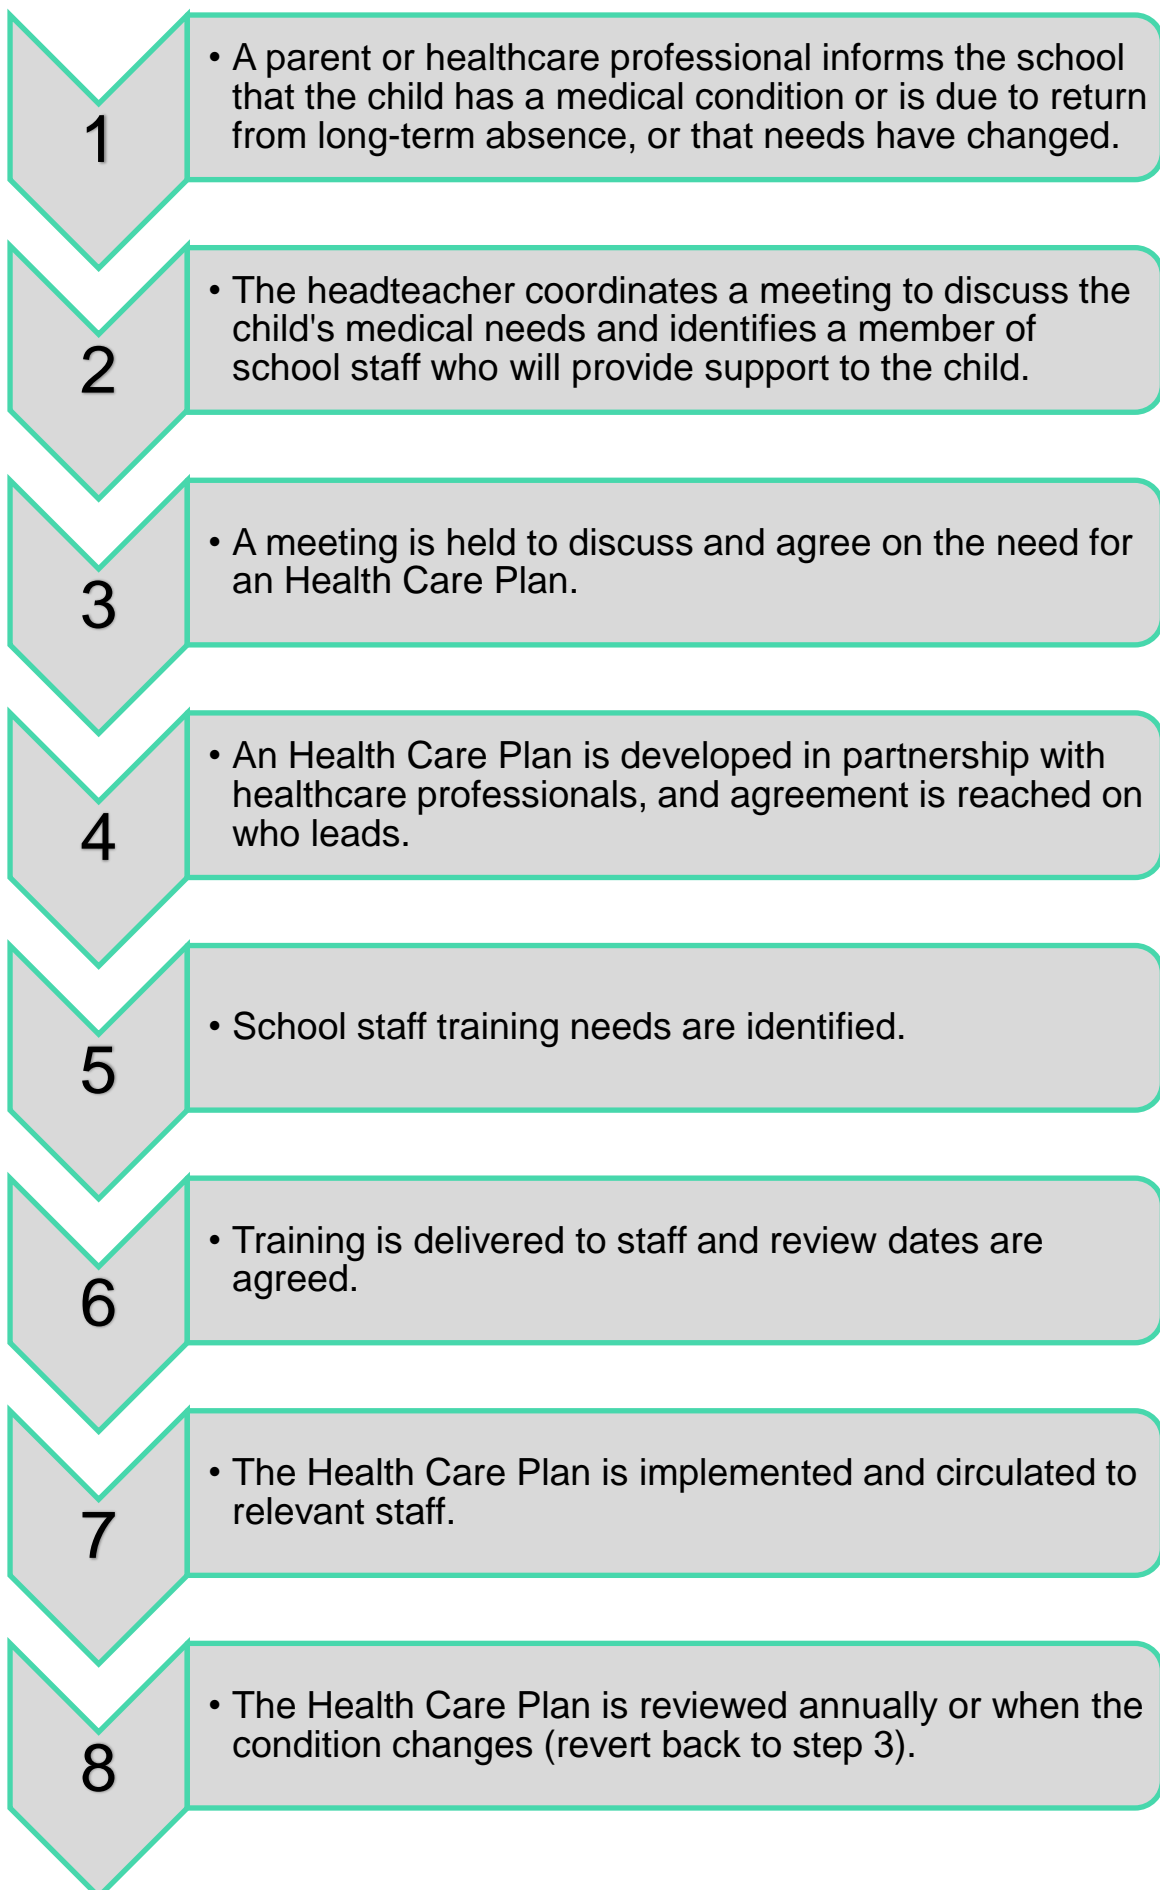 1
• A parent or healthcare professional informs the school
that the child has a medical condition or is due to return
from long-term absence, or that needs have changed.
2
• The headteacher coordinates a meeting to discuss the
child's medical needs and identifies a member of
school staff who will provide support to the child.
3
• A meeting is held to discuss and agree on the need for
an Health Care Plan.
4
• An Health Care Plan is developed in partnership with
healthcare professionals, and agreement is reached on
who leads.
5
• School staff training needs are identified.
6
• Training is delivered to staff and review dates are
agreed.
7
• The Health Care Plan is implemented and circulated to
relevant staff.
8
• The Health Care Plan is reviewed annually or when the
condition changes (revert back to step 3).